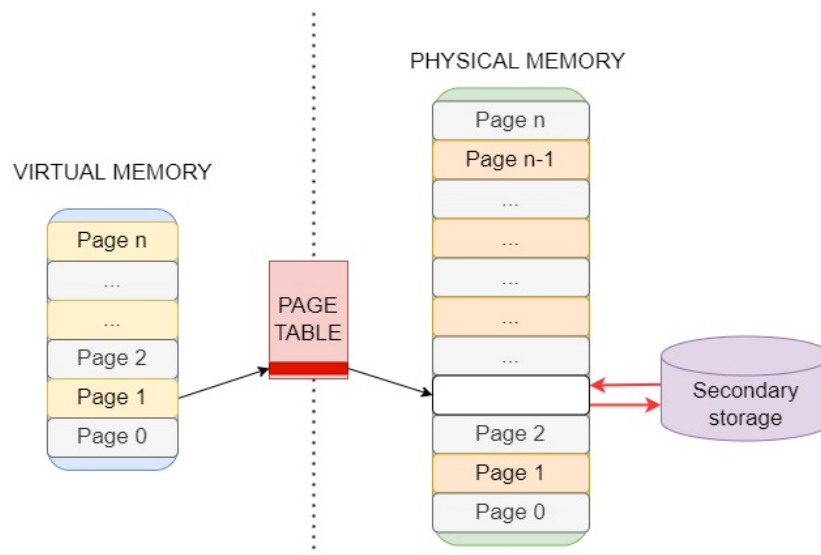 VIRTUAL MEMORY
Page n
...
...
Page 2
Page 1
Page 0
PAGE
TABLE
PHYSICAL MEMORY
Page n
Page n-1
...
...
...
...
...
Page 2
Page 1
Page 0
Secondary
storage